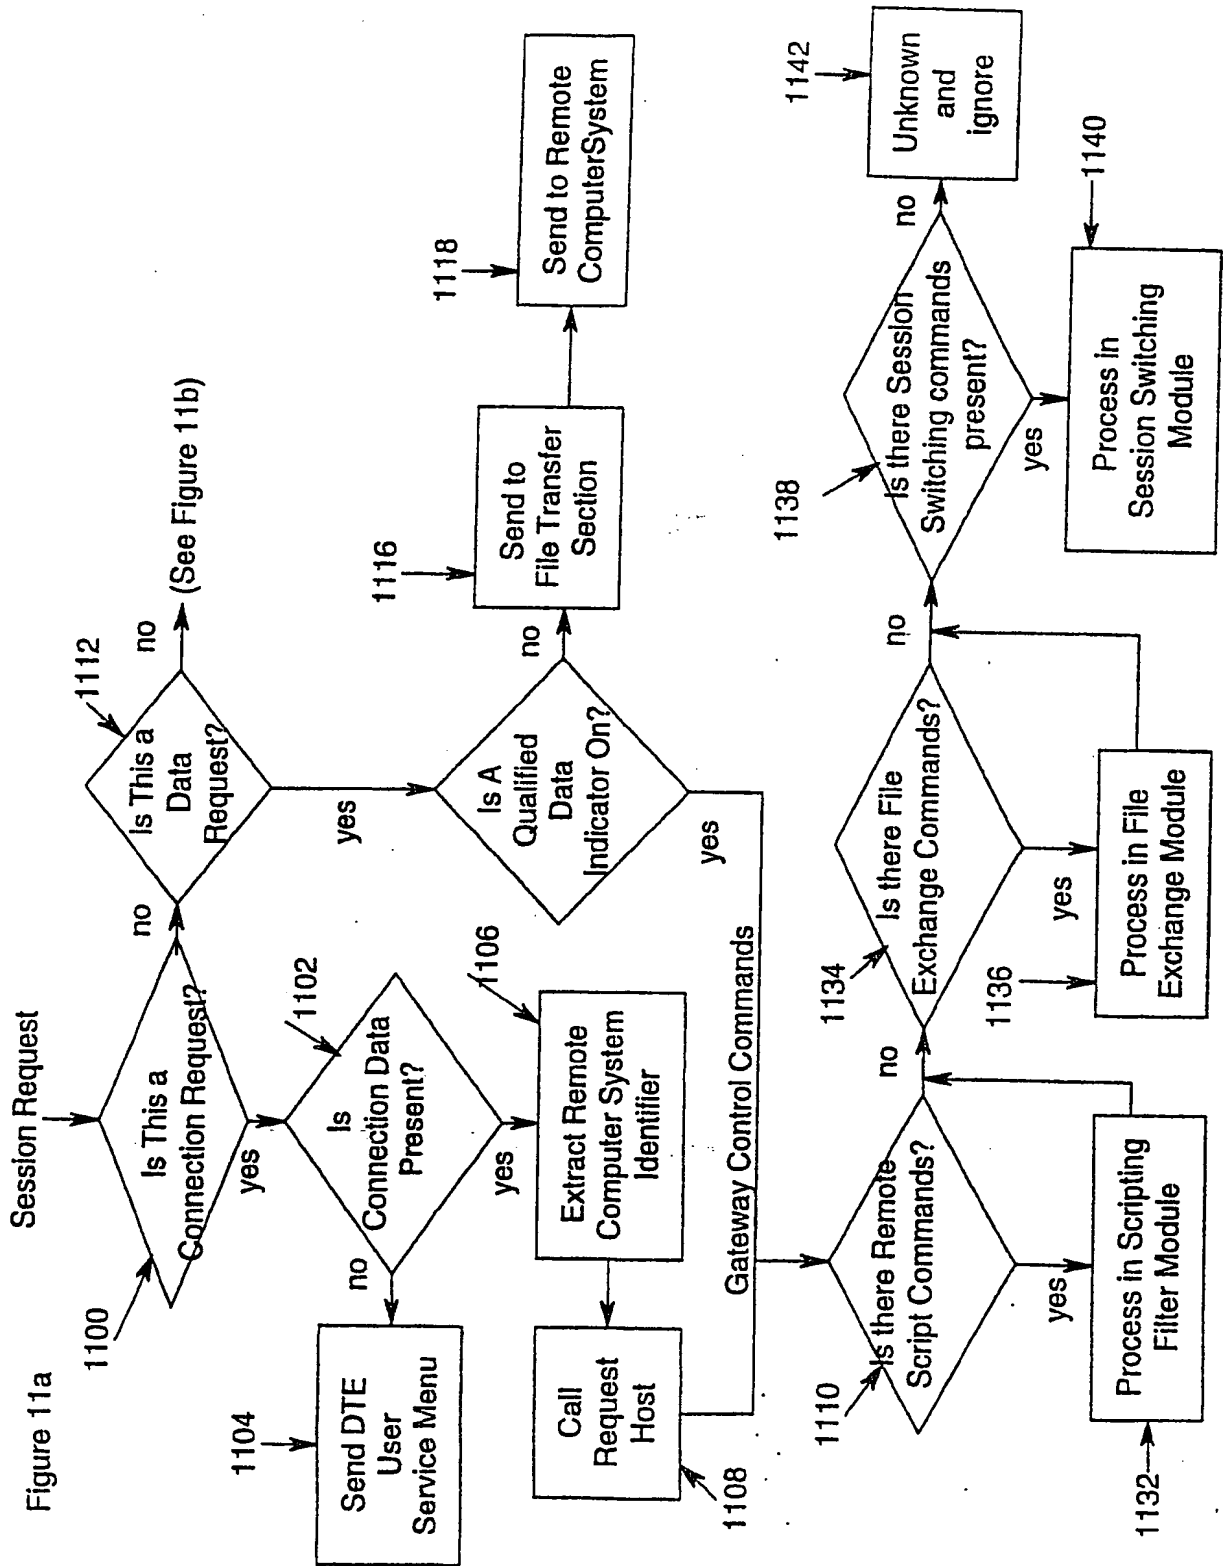 Figure 11a
Session Request
1100
Is This a
Connection Request?
no
yes
1112
Is This a
Data
Request?
no
(See Figure 11b)
yes
1102
Is
Connection Data
Present?
no
yes
1104
Send DTE
User
Service Menu
1106
Extract Remote
Computer System
Identifier
Call
Request
Host
1108
Is A
Qualified
Data
Indicator On?
no
yes
1116
Send to
File Transfer
Section
1118
Send to Remote
ComputerSystem
Gateway Control Commands
1110
Is there Remote
Script Commands?
no
yes
1132
Process in Scripting
Filter Module
1134
Is there File
Exchange Commands?
no
yes
1136
Process in File
Exchange Module
1138
Is there Session
Switching commands
present?
no
yes
1140
Process in
Session Switching
Module
1142
Unknown
and
ignore